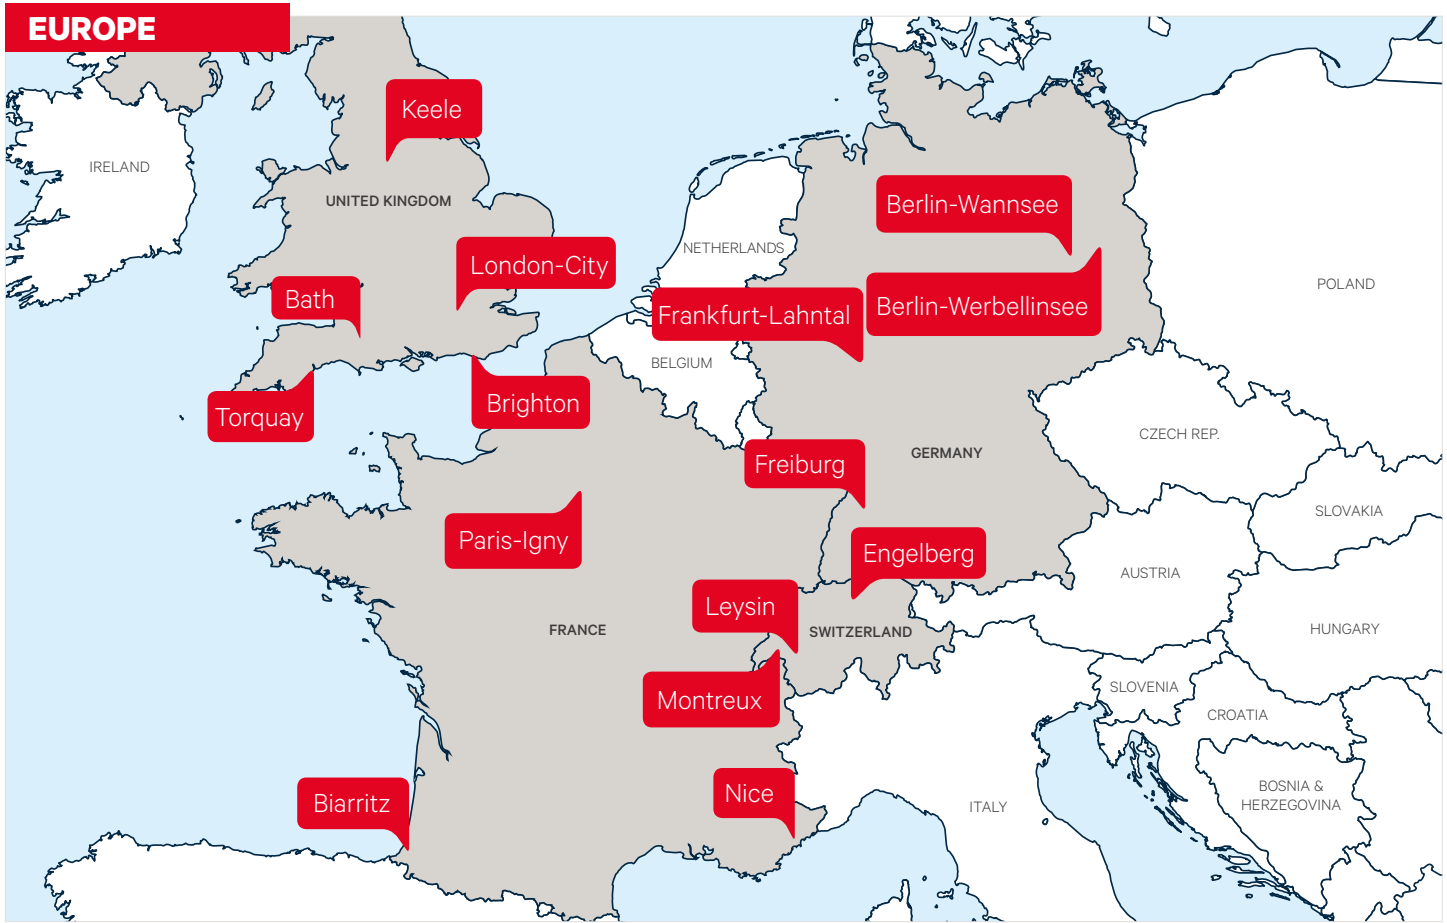 EUROPE
Keele
IRELAND
UNITED KINGDOM
Berlin-Wannsee
NETHERLANDS
London-City
POLAND
Bath
Frankfurt-Lahntal
Berlin-Werbellinsee
BELGIUM
Brighton
Torquay
CZECH REP.
GERMANY
Freiburg
SLOVAKIA
Paris-Igny
Engelberg
AUSTRIA
Leysin
FRANCE
SWITZERLAND
HUNGARY
SLOVENIA
Montreux
CROATIA
BOSNIA &
HERZEGOVINA
Nice
Biarritz
ITALY